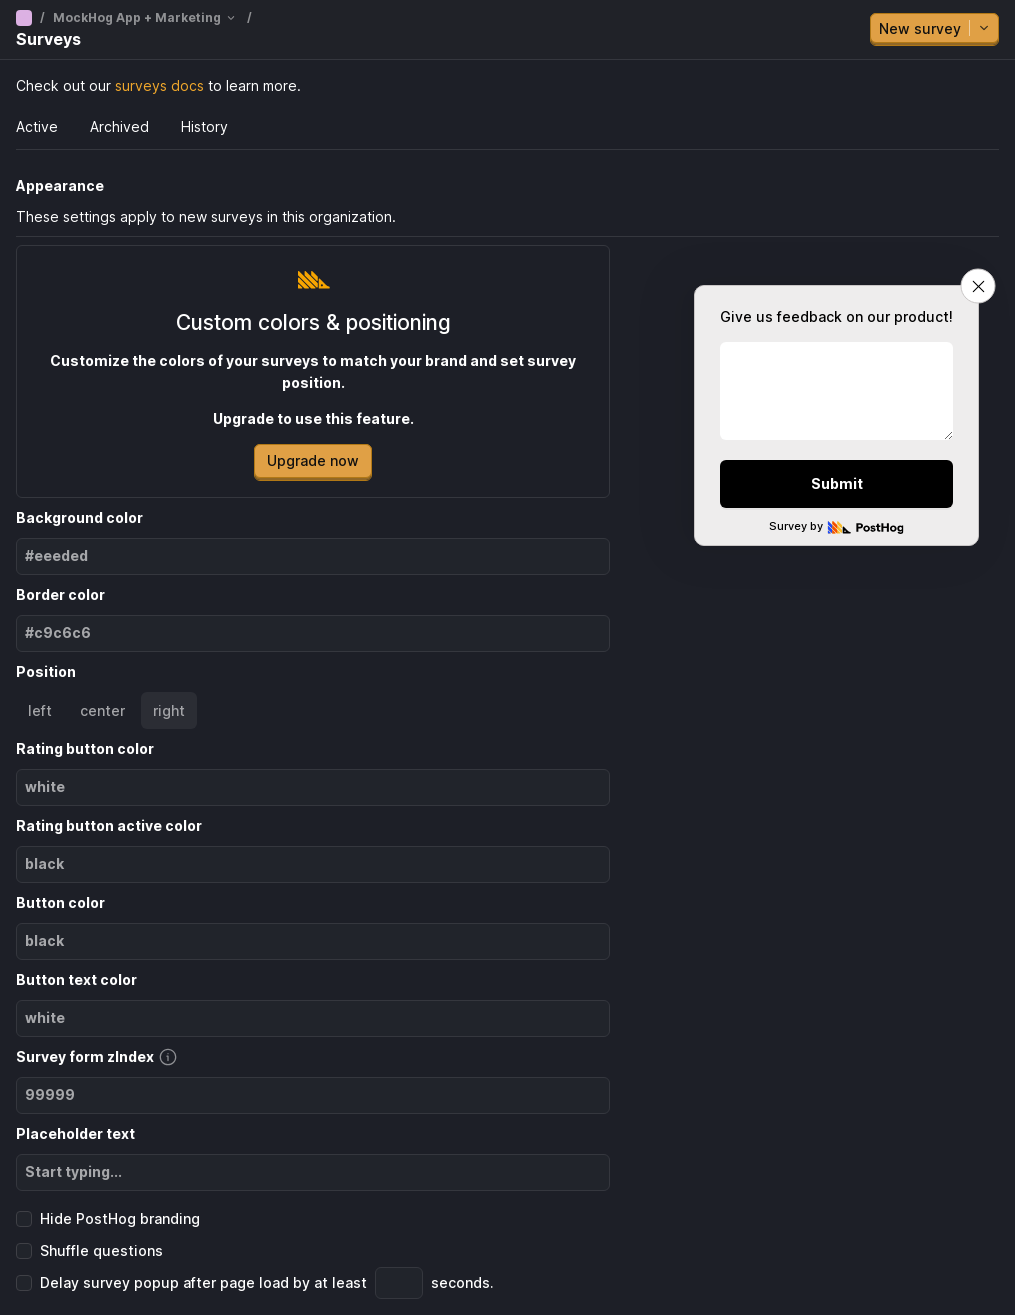 / MockHog App + Marketing /
Surveys
New survey
Check out our surveys docs to learn more.
Active Archived History
Appearance
These settings apply to new surveys in this organization.
Custom colors & positioning
Customize the colors of your surveys to match your brand and set survey
position.
Upgrade to use this feature.
Upgrade now
Give us feedback on our product!
Submit
Survey by PostHog
Background color
#eeeded
Border color
#c9c6c6
Position
left center right
Rating button color
white
Rating button active color
black
Button color
black
Button text color
white
Survey form zIndex
99999
Placeholder text
Start typing...
Hide PostHog branding
Shuffle questions
Delay survey popup after page load by at least seconds.